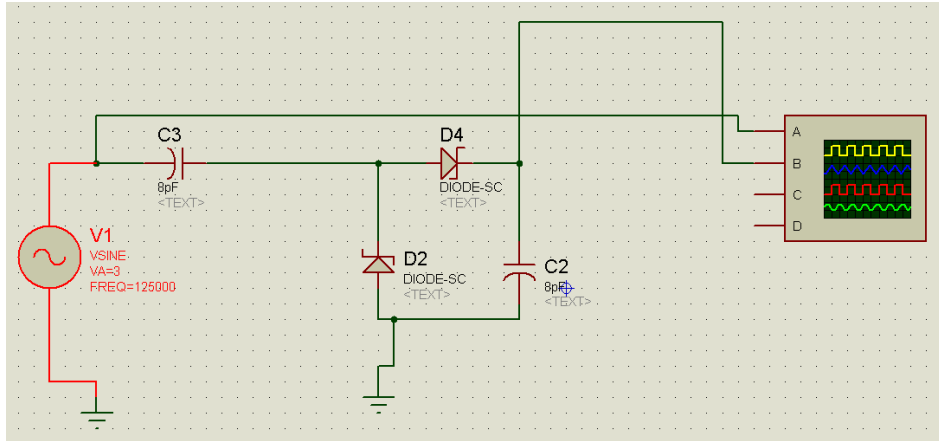 C3
8pF
<TEXT>
D4
DIODE-SC
<TEXT>
A
B
C
D
V1
VSINE
VA=3
FREQ=125000
D2
DIODE-SC
<TEXT>
C2
8pF
<TEXT>